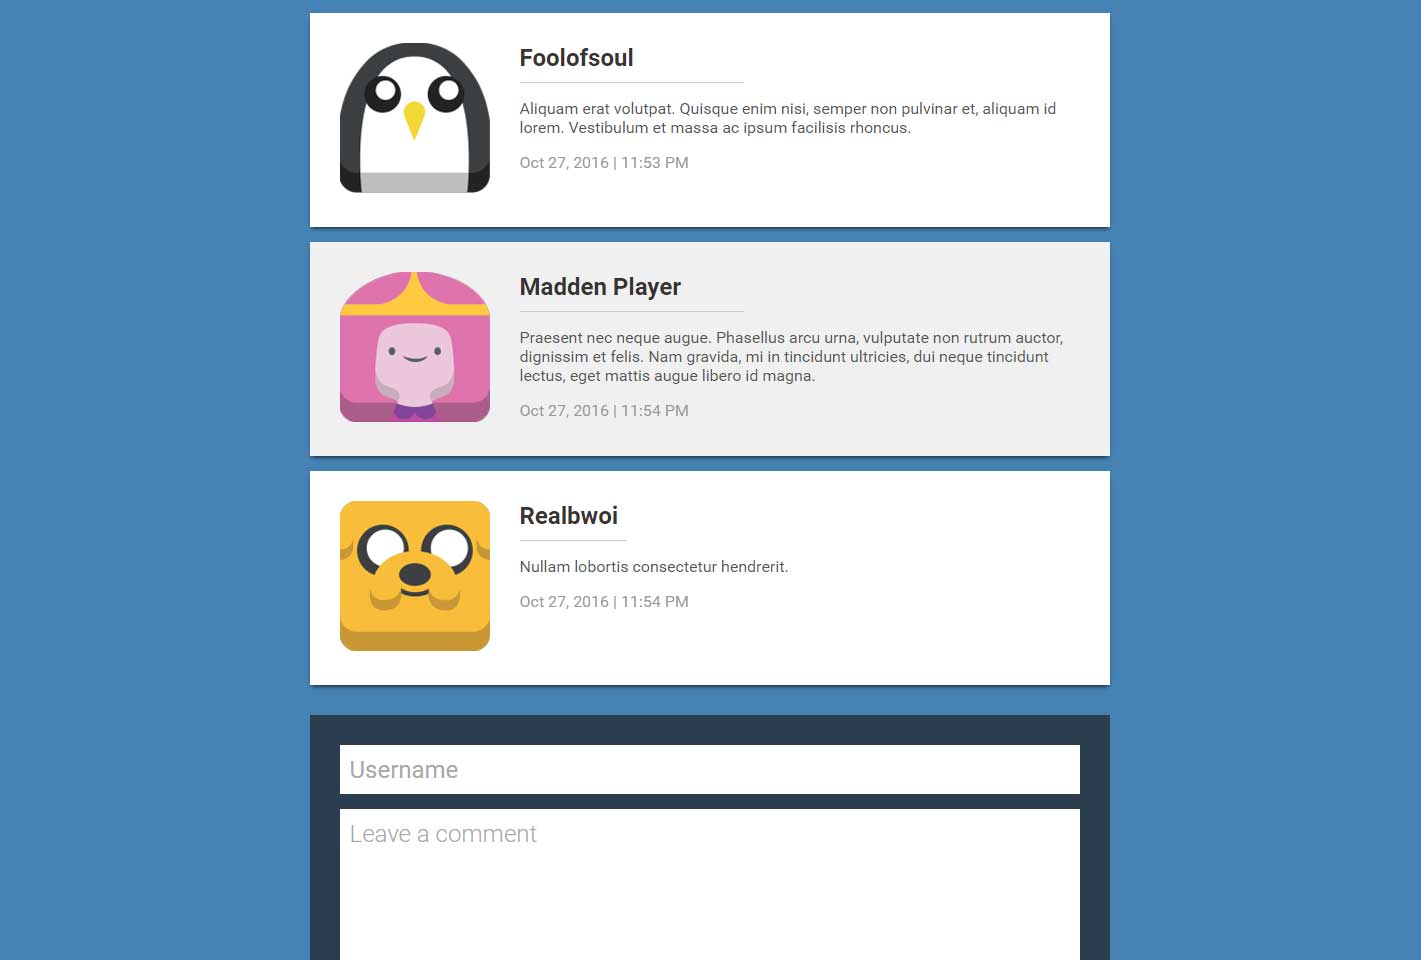 Foolofsoul
Aliquam erat volutpat. Quisque enim nisi, semper non pulvinar et, aliquam id
lorem. Vestibulum et massa ac ipsum facilisis rhoncus.
Oct 27, 2016 | 11:53 PM
Madden Player
Praesent nec neque augue. Phasellus arcu urna, vulputate non rutrum auctor,
dignissim et felis. Nam gravida, mi in tincidunt ultricies, dui neque tincidunt
lectus, eget mattis augue libero id magna.
Oct 27, 2016 | 11:54 PM
Realbwoi
Nullam lobortis consectetur hendrerit.
Oct 27, 2016 | 11:54 PM
Username
Leave a comment